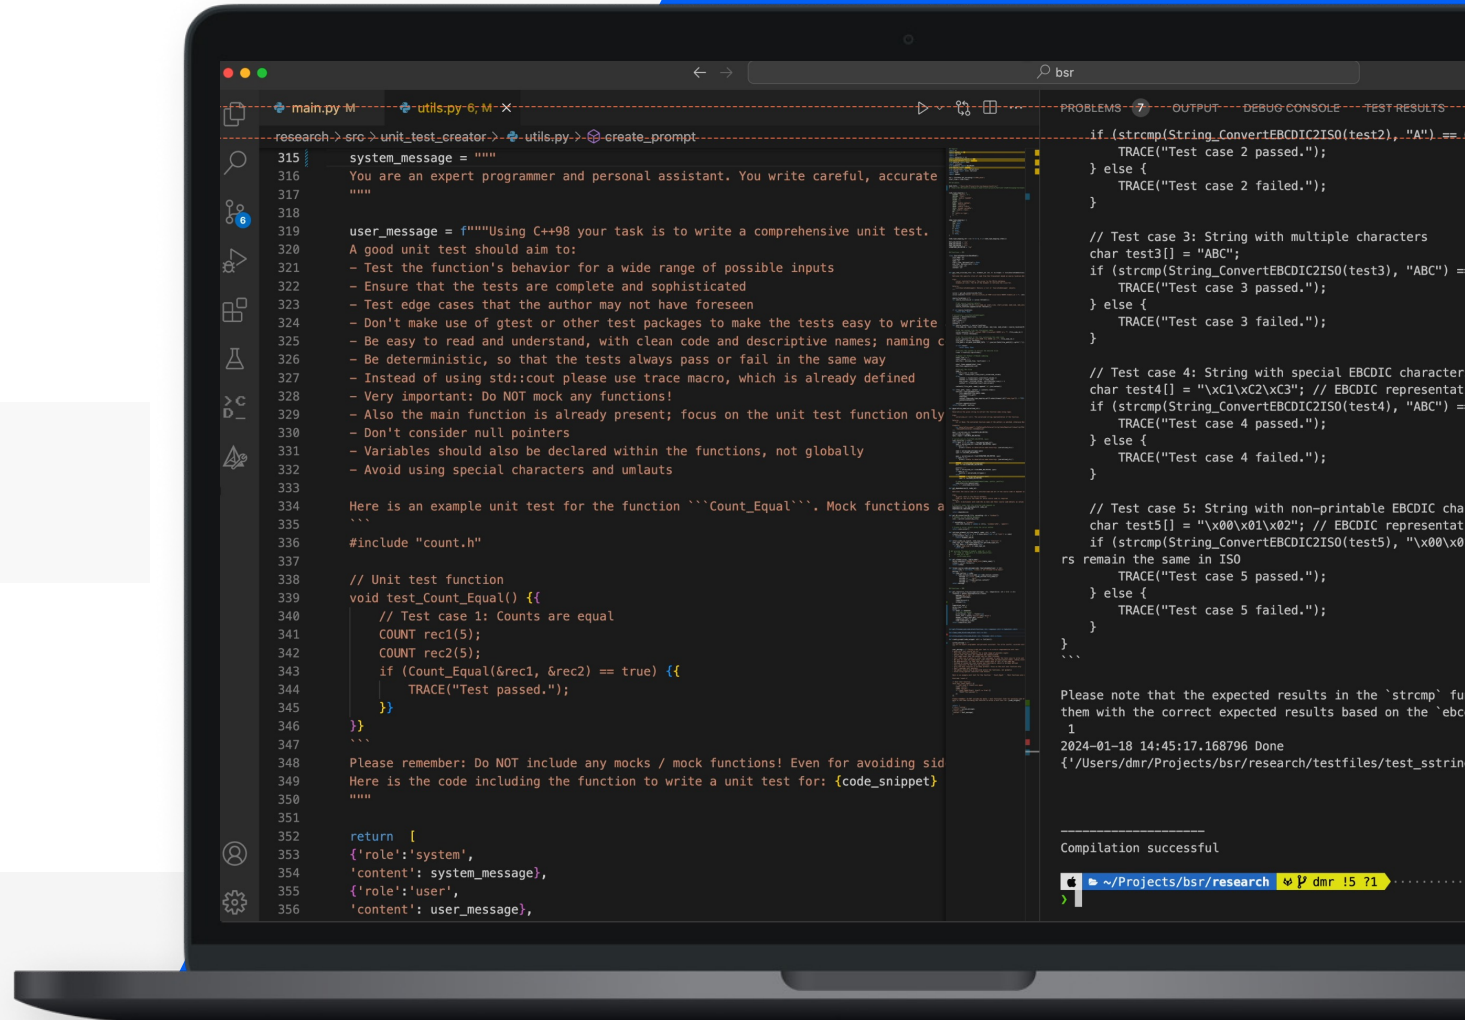 bsr
main.py M
utils.py 6, M
PROBLEMS 7 OUTPUT DEBUG CONSOLE TEST RESULTS
research > src > unit_test_creator > utils.py > create_prompt
6
315 system_message = """
316 You are an expert programmer and personal assistant. You write careful, accurate
317 """
318
319 user_message = f"""Using C++98 your task is to write a comprehensive unit test.
320 A good unit test should aim to:
321 - Test the function's behavior for a wide range of possible inputs
322 - Ensure that the tests are complete and sophisticated
323 - Test edge cases that the author may not have foreseen
324 - Don't make use of gtest or other test packages to make the tests easy to write
325 - Be easy to read and understand, with clean code and descriptive names; naming c
326 - Be deterministic, so that the tests always pass or fail in the same way
327 - Instead of using std::cout please use trace macro, which is already defined
328 - Very important: Do NOT mock any functions!
329 - Also the main function is already present; focus on the unit test function only
330 - Don't consider null pointers
331 - Variables should also be declared within the functions, not globally
332 - Avoid using special characters and umlauts
333
334 Here is an example unit test for the function ```Count_Equal```. Mock functions a
335 ```
336 #include "count.h"
337
338 // Unit test function
339 void test_Count_Equal() {{
340 // Test case 1: Counts are equal
341 COUNT rec1(5);
342 COUNT rec2(5);
343 if (Count_Equal(&rec1, &rec2) == true) {{
344 TRACE("Test passed.");
345 }}
346 }}
347 ```
348 Please remember: Do NOT include any mocks / mock functions! Even for avoiding sid
349 Here is the code including the function to write a unit test for: {code_snippet}
350 """
351
352 return [
353 {'role':'system',
354 'content': system_message},
355 {'role':'user',
356 'content': user_message},
if (strcmp(String_ConvertEBCDIC2ISO(test2), "A") ==
TRACE("Test case 2 passed.");
} else {
TRACE("Test case 2 failed.");
}
// Test case 3: String with multiple characters
char test3[] = "ABC";
if (strcmp(String_ConvertEBCDIC2ISO(test3), "ABC") ==
TRACE("Test case 3 passed.");
} else {
TRACE("Test case 3 failed.");
}
// Test case 4: String with special EBCDIC character
char test4[] = "\xC1\xC2\xC3"; // EBCDIC representat
if (strcmp(String_ConvertEBCDIC2ISO(test4), "ABC") ==
TRACE("Test case 4 passed.");
} else {
TRACE("Test case 4 failed.");
}
// Test case 5: String with non-printable EBCDIC cha
char test5[] = "\x00\x01\x02"; // EBCDIC representat
if (strcmp(String_ConvertEBCDIC2ISO(test5), "\x00\x0
rs remain the same in ISO
TRACE("Test case 5 passed.");
} else {
TRACE("Test case 5 failed.");
}
}
```
Please note that the expected results in the `strcmp` fu
them with the correct expected results based on the `ebc
1
2024-01-18 14:45:17.168796 Done
{'/Users/dmr/Projects/bsr/research/testfiles/test_sstrin
--------------------
Compilation successful
~/Projects/bsr/research dmr !5 ?1
❯